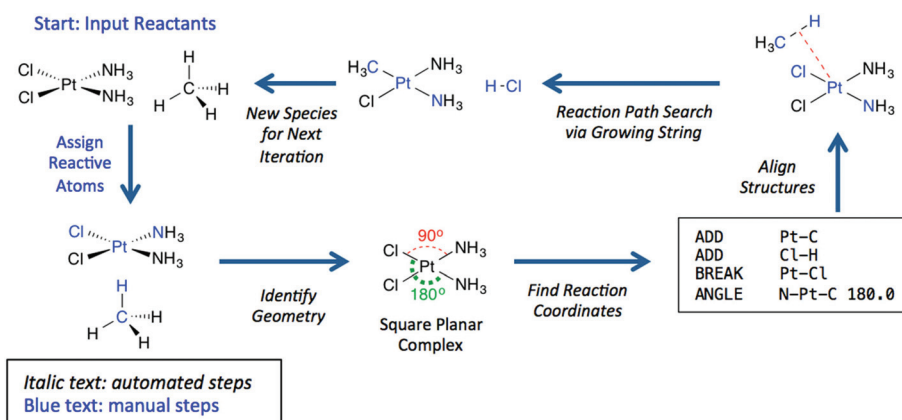 Start: Input Reactants
Cl
Cl
Pt
NH3
NH3
H
C
H
H
H
Assign
Reactive
Atoms
Cl
Cl
Pt
NH3
NH3
H
C
H
H
H
Identify
Geometry
Cl
Cl
Pt
NH3
NH3
90º
180º
Square Planar
Complex
Find Reaction
Coordinates
ADD Pt-C
ADD Cl-H
BREAK Pt-Cl
ANGLE N-Pt-C 180.0
Align
Structures
H
H3C
Cl
Cl
Pt
NH3
NH3
Reaction Path Search
via Growing String
H3C
Cl
Pt
NH3
NH3
H-Cl
New Species
for Next
Iteration
Italic text: automated steps
Blue text: manual steps